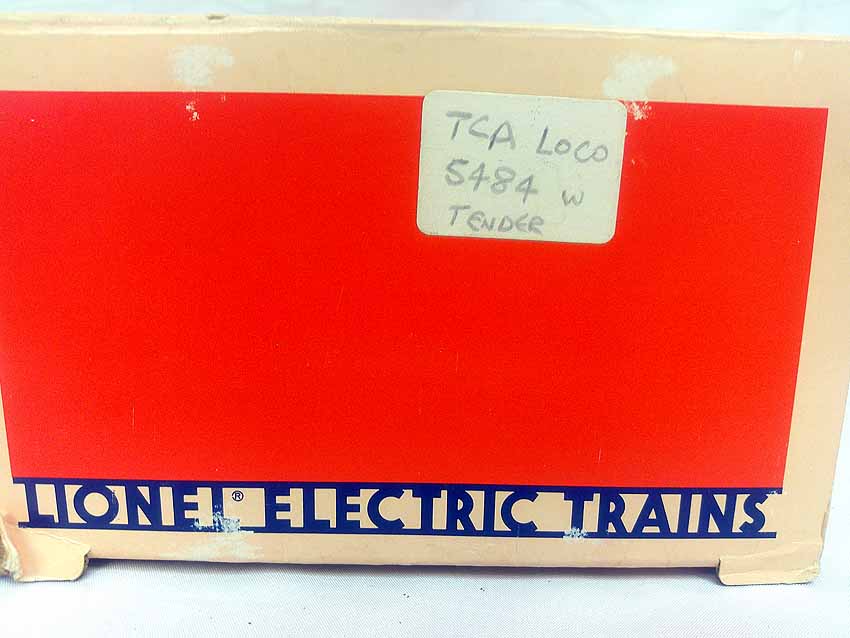 TCA LOCO
5484 W
TENDER
LIONEL® ELECTRIC TRAINS